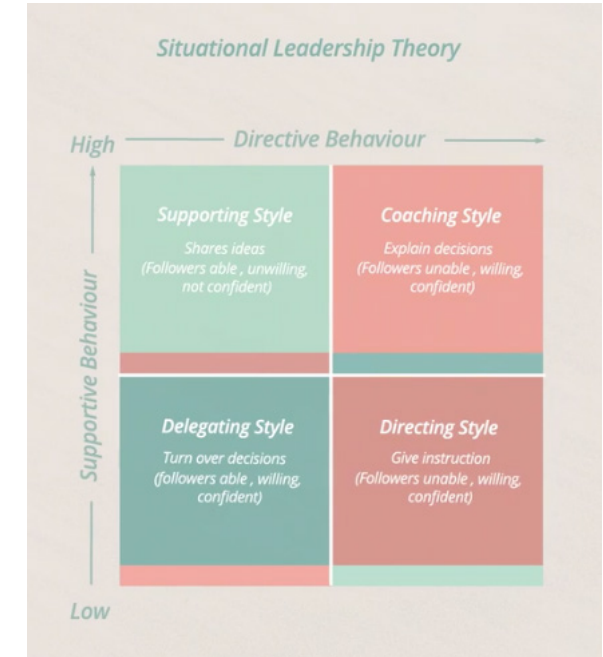 Situational Leadership Theory
High
Directive Behaviour
Supportive Behaviour
Supporting Style
Shares ideas
(Followers able , unwilling,
not confident)
Coaching Style
Explain decisions
(Followers unable , willing,
confident)
Delegating Style
Turn over decisions
(followers able , willing,
confident)
Directing Style
Give instruction
(Followers unable , willing,
confident)
Low